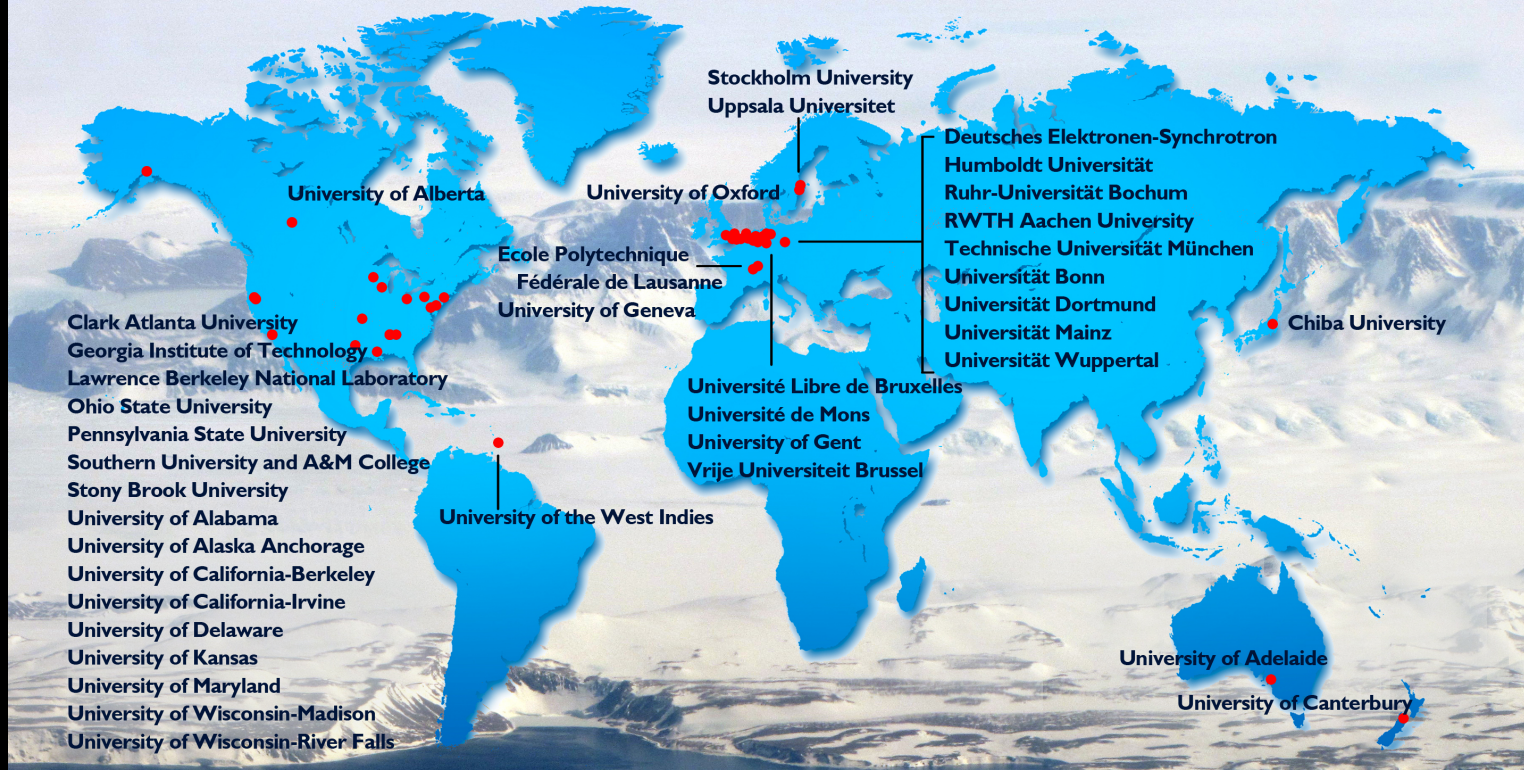 Stockholm University
Uppsala Universitet
Deutsches Elektronen-Synchrotron
Humboldt Universität
Ruhr-Universität Bochum
RWTH Aachen University
Technische Universität München
Universität Bonn
Universität Dortmund
Universität Mainz
Universität Wuppertal
University of Alberta
University of Oxford
Ecole Polytechnique
Fédérale de Lausanne
University of Geneva
Chiba University
Clark Atlanta University
Georgia Institute of Technology
Lawrence Berkeley National Laboratory
Ohio State University
Pennsylvania State University
Southern University and A&M College
Stony Brook University
University of Alabama
University of Alaska Anchorage
University of California-Berkeley
University of California-Irvine
University of Delaware
University of Kansas
University of Maryland
University of Wisconsin-Madison
University of Wisconsin-River Falls
Université Libre de Bruxelles
Université de Mons
University of Gent
Vrije Universiteit Brussel
University of the West Indies
University of Adelaide
University of Canterbury